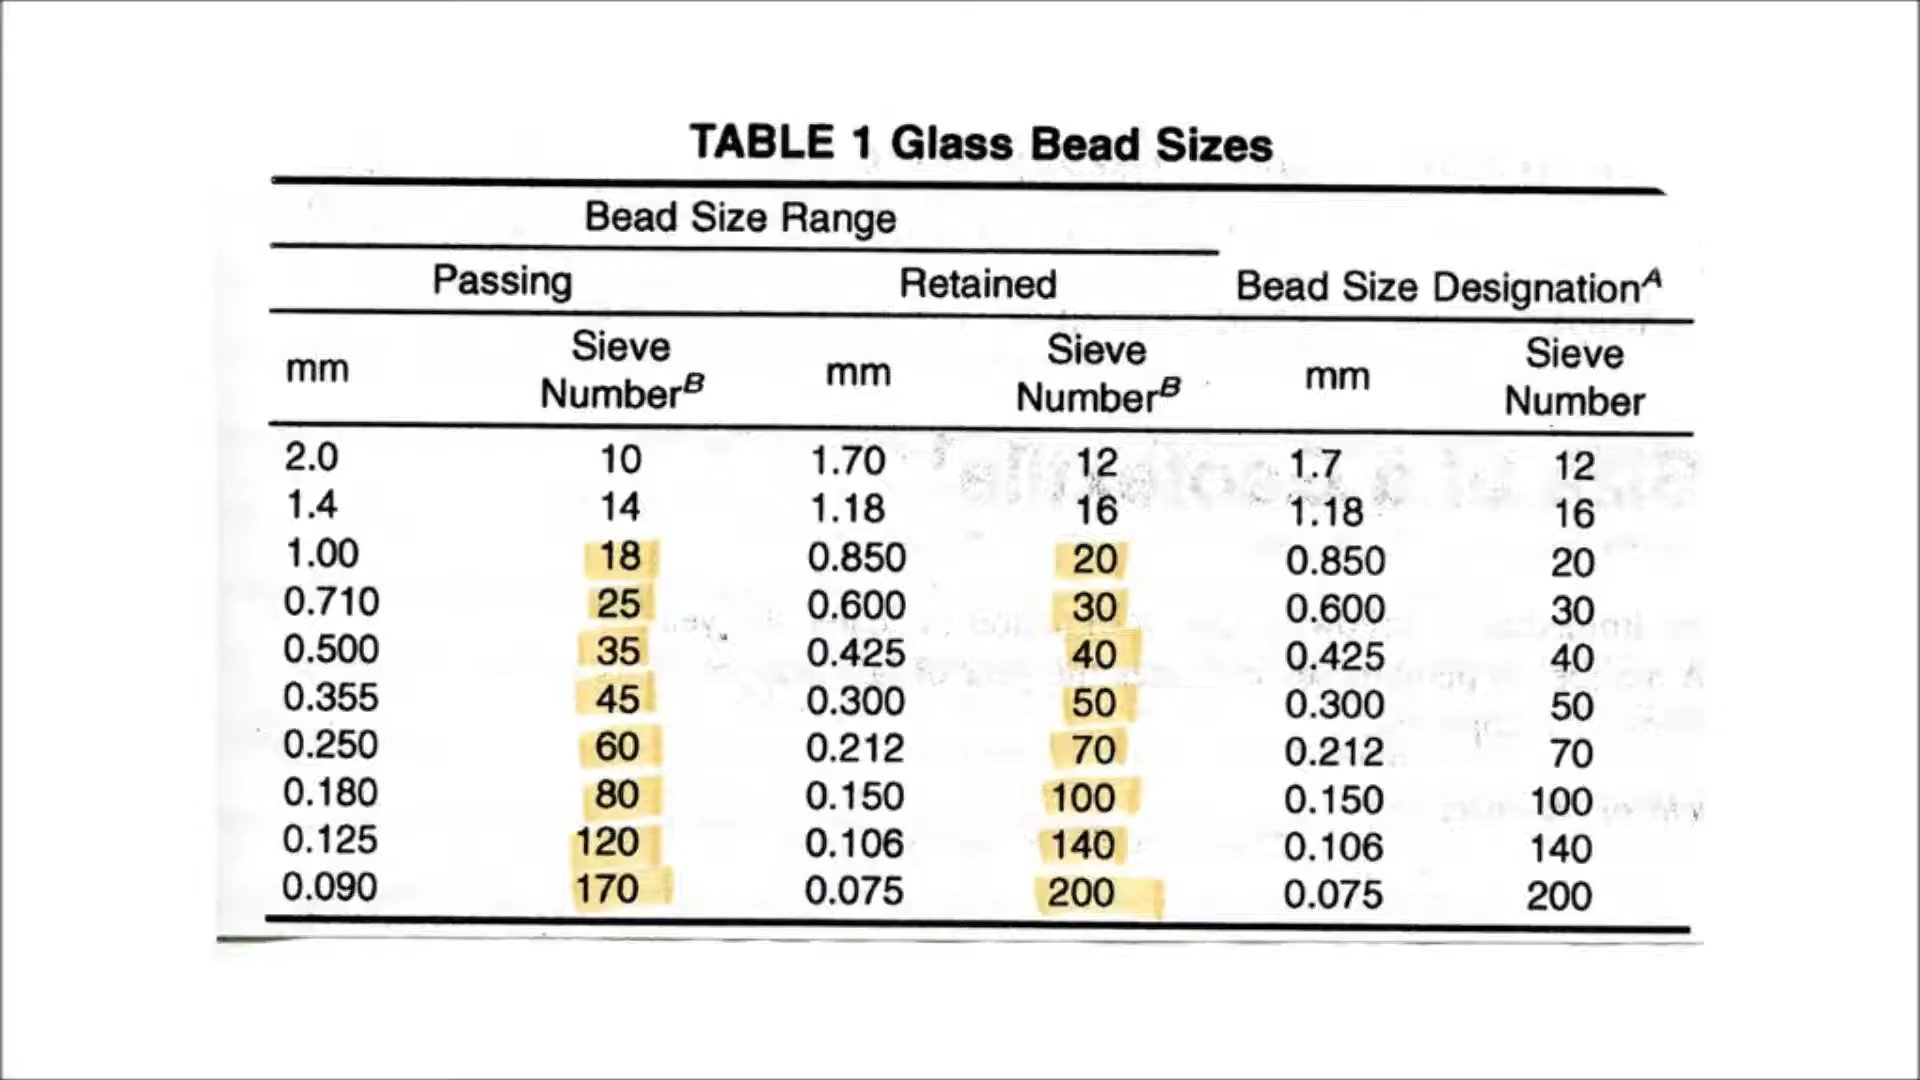 TABLE 1 Glass Bead Sizes
Bead Size Range
Passing Retained Bead Size Designation^A
mm Sieve Number^B mm Sieve Number^B mm Sieve Number
2.0 10 1.70 12 1.7 12
1.4 14 1.18 16 1.18 16
1.00 18 0.850 20 0.850 20
0.710 25 0.600 30 0.600 30
0.500 35 0.425 40 0.425 40
0.355 45 0.300 50 0.300 50
0.250 60 0.212 70 0.212 70
0.180 80 0.150 100 0.150 100
0.125 120 0.106 140 0.106 140
0.090 170 0.075 200 0.075 200